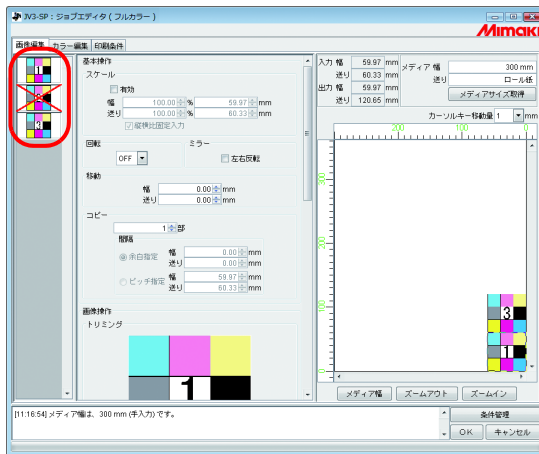 JV3-SP：ジョブエディタ ( フルカラー )
Mimaki
画像編集 カラー編集 印刷条件
1
3
基本操作
スケール
有効
幅 100.00 % 59.97 mm
送り 100.00 % 60.33 mm
縦横比固定入力
回転 ミラー
OFF 左右反転
移動
幅 0.00 mm
送り 0.00 mm
コピー
1 部
間隔
余白指定 幅 0.00 mm
送り 0.00 mm
ピッチ指定 幅 59.97 mm
送り 60.33 mm
画像操作
トリミング
1
入力 幅 59.97 mm
送り 60.33 mm
出力 幅 59.97 mm
送り 120.65 mm
メディア 幅 300 mm
送り ロール紙
メディアサイズ取得
カーソルキー移動量 1 mm
200 100 0
300
200
100
0
3
1
メディア幅 ズームアウト ズームイン
[11:16:54] メディア幅は、300 mm (手入力) です。
条件管理
OK キャンセル